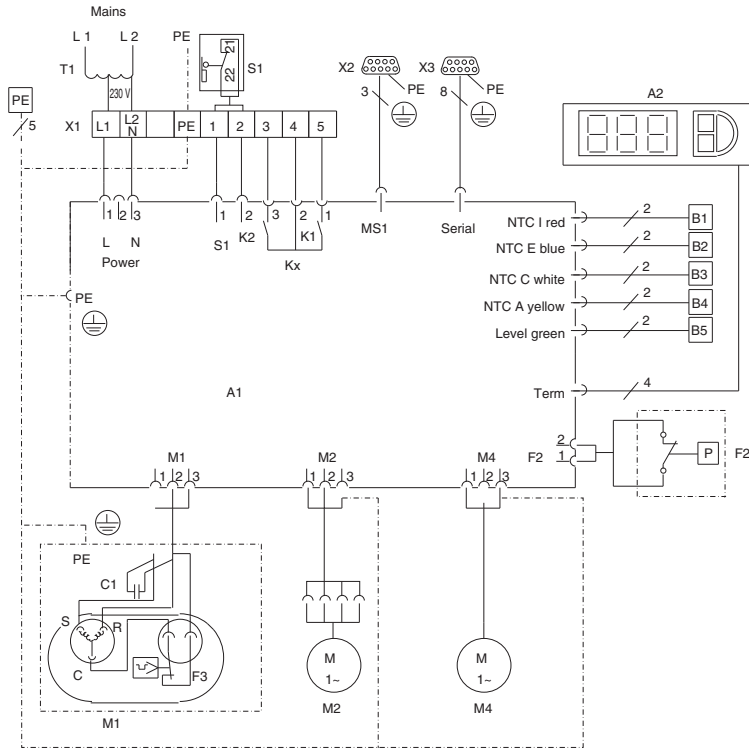 Mains
L 1 L 2 PE
T1
230 V
21
22
S1
X2 X3
PE PE
3 8
A2
PE
5
X1 L1 L2 N PE 1 2 3 4 5
1 2 3 1 2 3 2 1
L N S1 K2 K1
Power Kx
MS1 Serial
NTC I red 2 B1
NTC E blue 2 B2
NTC C white 2 B3
NTC A yellow 2 B4
Level green 2 B5
PE
A1
Term 4
2
1
F2 P F2
M1 M2 M4
1 2 3 1 2 3 1 2 3
PE
C1
S R
C F3
M1
M
1~
M2
M
1~
M4